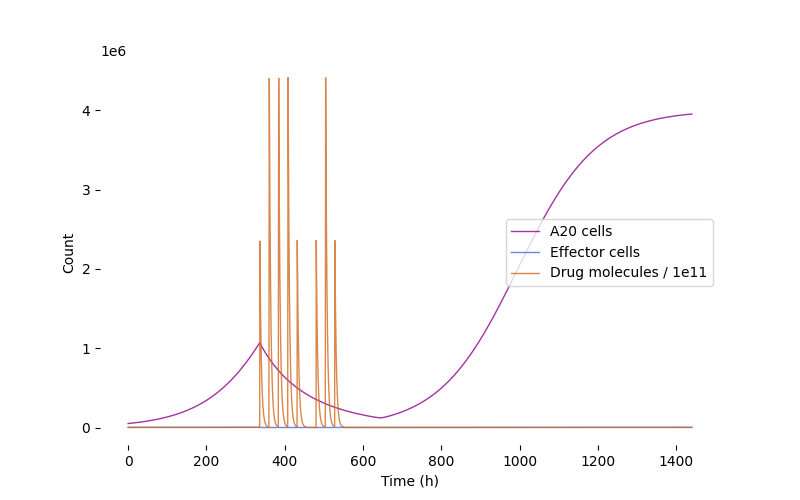 1e6
4
3
2
1
0
Count
A20 cells
Effector cells
Drug molecules / 1e11
0 200 400 600 800 1000 1200 1400
Time (h)